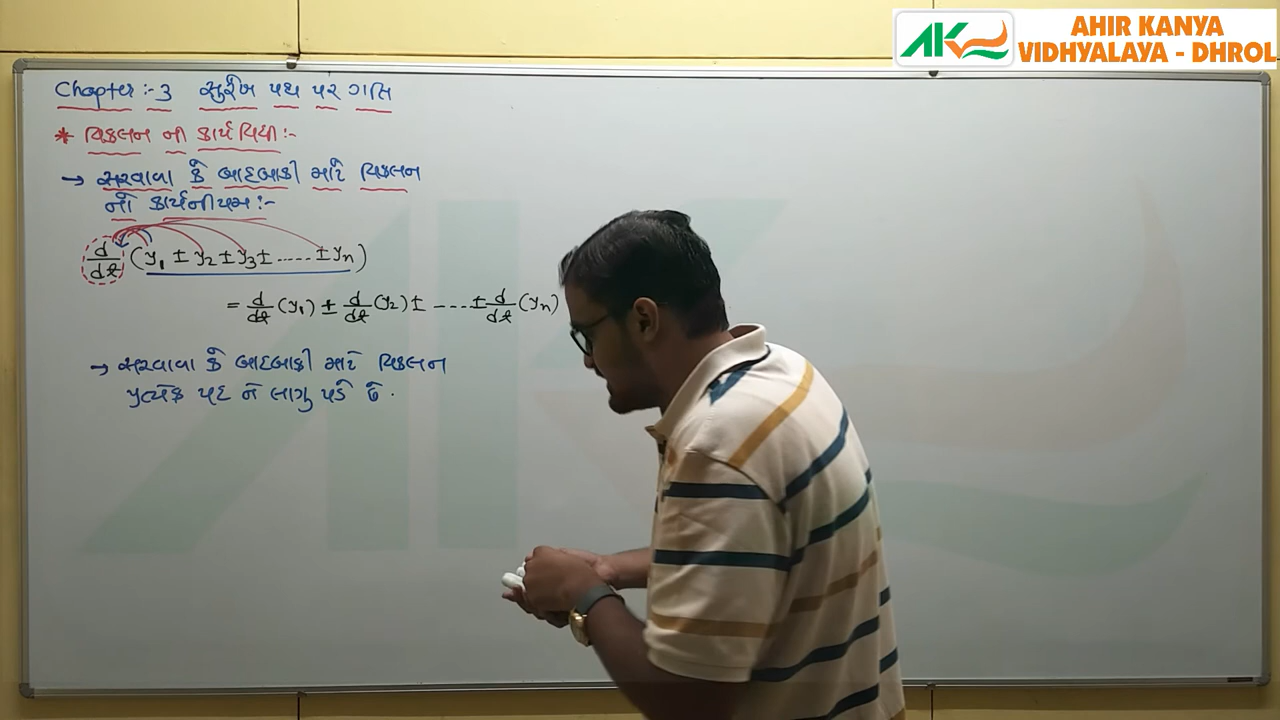 AK
AHIR KANYA
VIDHYALAYA - DHROL
Chapter :- 3 સુરેખ પથ પર ગતિ
* વિકલન ની કાર્ય વિધી :-
→ સરવાળા કે બાદબાકી માટે વિકલન
નો કાર્યનીયમ :-
d/dt (y₁ ± y₂ ± y₃ ± ..... ± yₙ)
= d/dt (y₁) ± d/dt (y₂) ± ---- ± d/dt (yₙ)
→ સરવાળા કે બાદબાકી માટે વિકલન
પ્રત્યેક પદ ને લાગુ પડે છે.